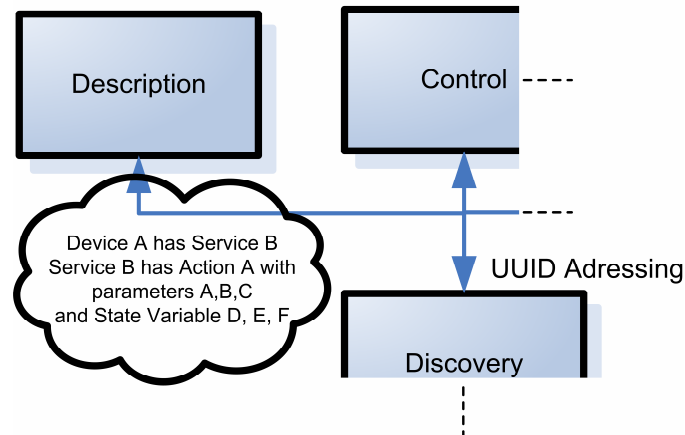 Description
Control
Device A has Service B
Service B has Action A with
parameters A,B,C
and State Variable D, E, F
UUID Adressing
Discovery